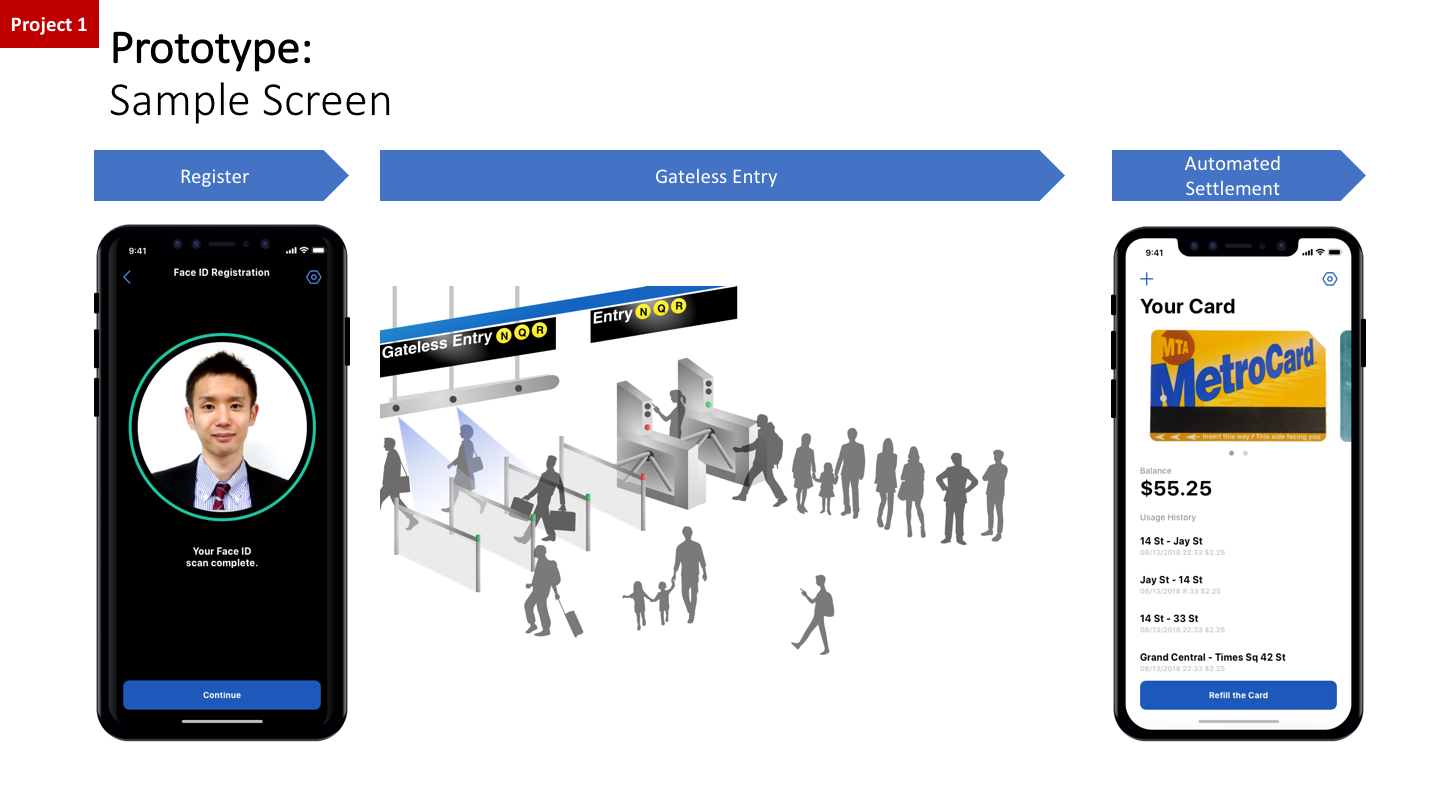 Project 1
Prototype:
Sample Screen
Register
Gateless Entry
Automated
Settlement
9:41
Face ID Registration
Your Face ID
scan complete.
Continue
Gateless Entry N Q R
Entry N Q R
9:41
Your Card
MTA
MetroCard
Insert this way / This side facing you
Balance
$55.25
Usage History
14 St - Jay St
08/13/2018 22:33 $2.25
Jay St - 14 St
08/13/2018 8:33 $2.25
14 St - 33 St
08/13/2018 22:33 $2.25
Grand Central - Times Sq 42 St
08/13/2018 22:33 $2.25
Refill the Card